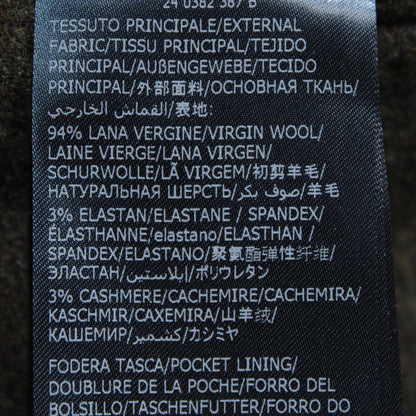 24 0382 387 B
TESSUTO PRINCIPALE/EXTERNAL
FABRIC/TISSU PRINCIPAL/TEJIDO
PRINCIPAL/AUßENGEWEBE/TECIDO
PRINCIPAL/外部面料/ОСНОВНАЯ ТКАНЬ/
القماش الخارجي/表地:
94% LANA VERGINE/VIRGIN WOOL/
LAINE VIERGE/LANA VIRGEN/
SCHURWOLLE/LÃ VIRGEM/初剪羊毛/
НАТУРАЛЬНАЯ ШЕРСТЬ/صوف بكر/羊毛
3% ELASTAN/ELASTANE / SPANDEX/
ÉLASTHANNE/elastano/ELASTHAN /
SPANDEX/ELASTANO/聚氨酯弹性纤维/
ЭЛАСТАН/إيلاستين/ポリウレタン
3% CASHMERE/CACHEMIRE/CACHEMIRA/
KASCHMIR/CAXEMIRA/山羊绒/
КАШЕМИР/كشمير/カシミヤ
FODERA TASCA/POCKET LINING/
DOUBLURE DE LA POCHE/FORRO DEL
BOLSILLO/TASCHENFUTTER/FORRO DO